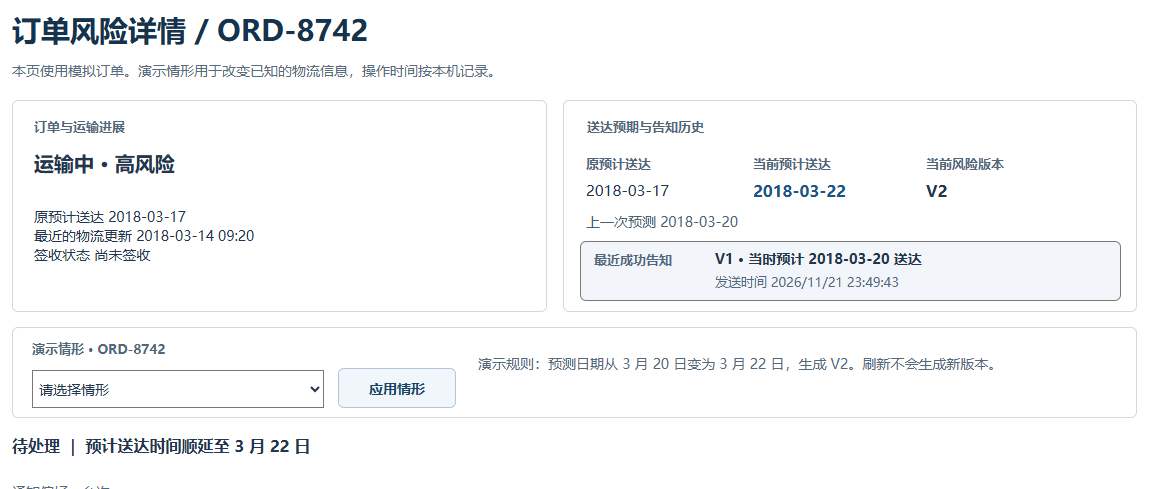 订单风险详情 / ORD-8742
本页使用模拟订单。演示情形用于改变已知的物流信息，操作时间按本机记录。
订单与运输进展
运输中 • 高风险
原预计送达 2018-03-17
最近的物流更新 2018-03-14 09:20
签收状态 尚未签收
送达预期与告知历史
原预计送达 当前预计送达 当前风险版本
2018-03-17 2018-03-22 V2
上一次预测 2018-03-20
最近成功告知 V1 • 当时预计 2018-03-20 送达
发送时间 2026/11/21 23:49:43
演示情形 • ORD-8742
请选择情形
应用情形
演示规则：预测日期从 3 月 20 日变为 3 月 22 日，生成 V2。刷新不会生成新版本。
待处理 ｜ 预计送达时间顺延至 3 月 22 日